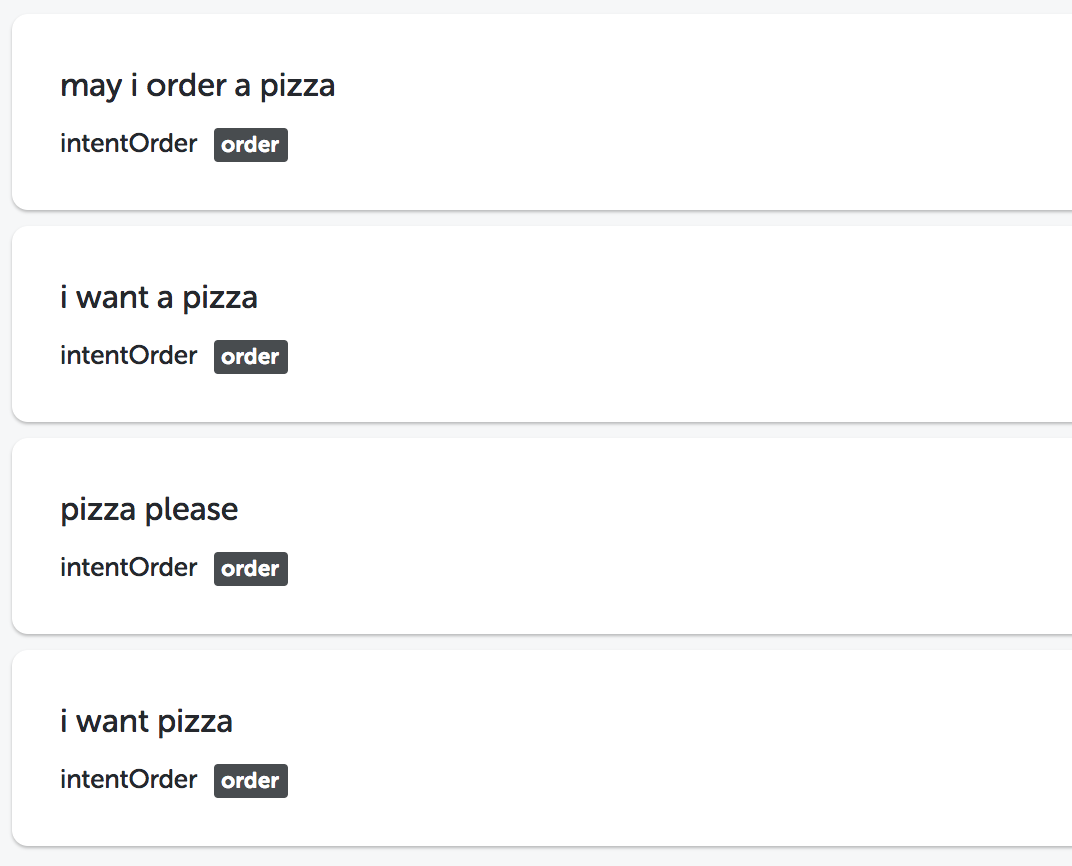 may i order a pizza
intentOrder order
i want a pizza
intentOrder order
pizza please
intentOrder order
i want pizza
intentOrder order